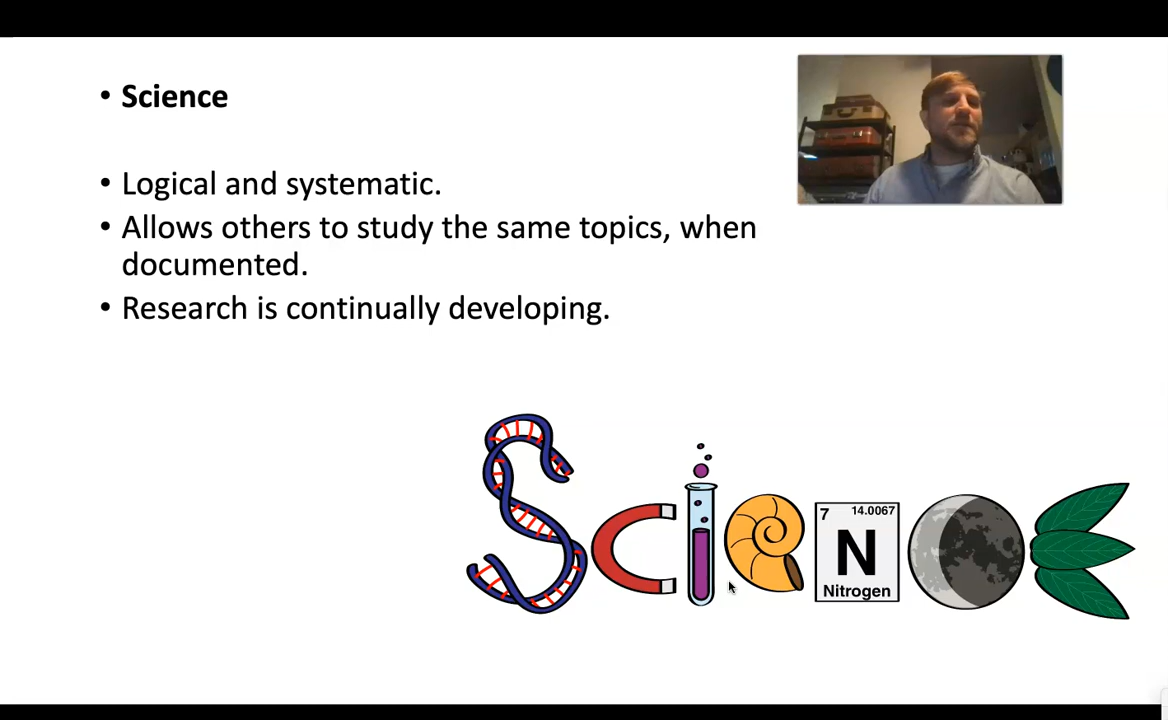 • Science
• Logical and systematic.
• Allows others to study the same topics, when
documented.
• Research is continually developing.
7 14.0067
N
Nitrogen